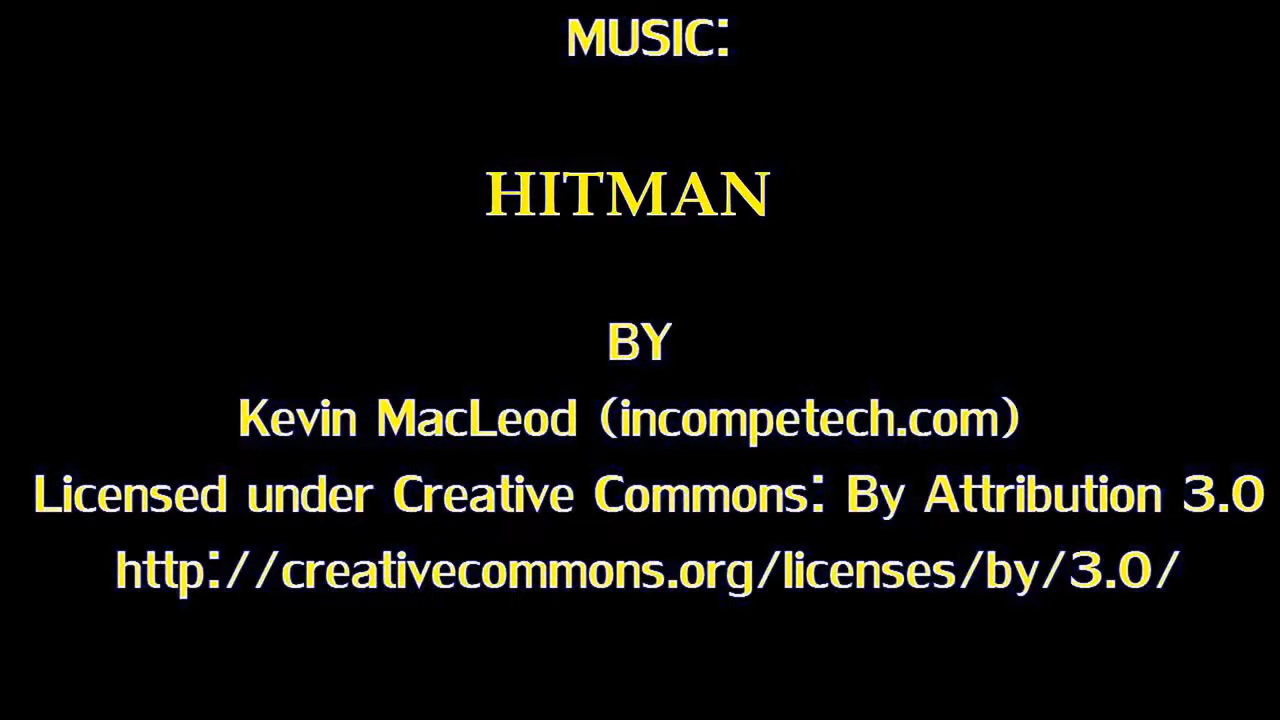 MUSIC:
HITMAN
BY
Kevin MacLeod (incompetech.com)
Licensed under Creative Commons: By Attribution 3.0
http://creativecommons.org/licenses/by/3.0/